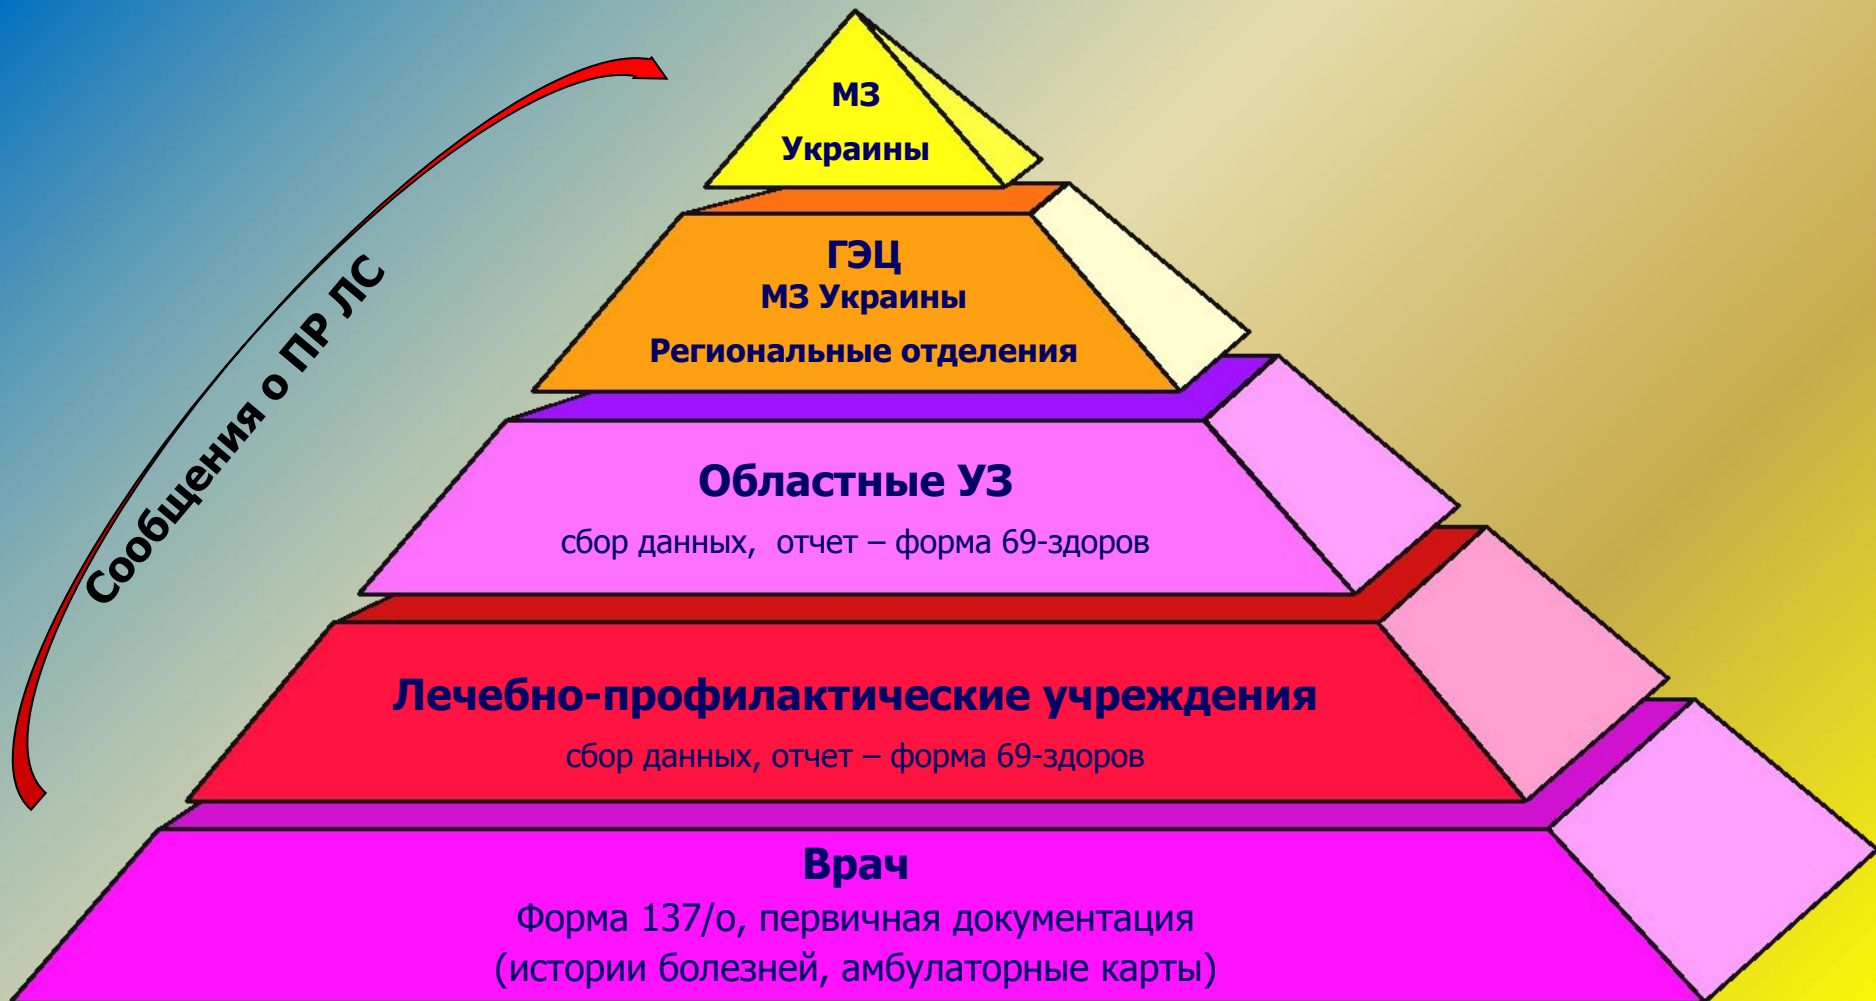 МЗ
Украины
ГЭЦ
МЗ Украины
Региональные отделения
Сообщения о ПР ЛС
Областные УЗ
сбор данных, отчет – форма 69-здоров
Лечебно-профилактические учреждения
сбор данных, отчет – форма 69-здоров
Врач
Форма 137/о, первичная документация
(истории болезней, амбулаторные карты)